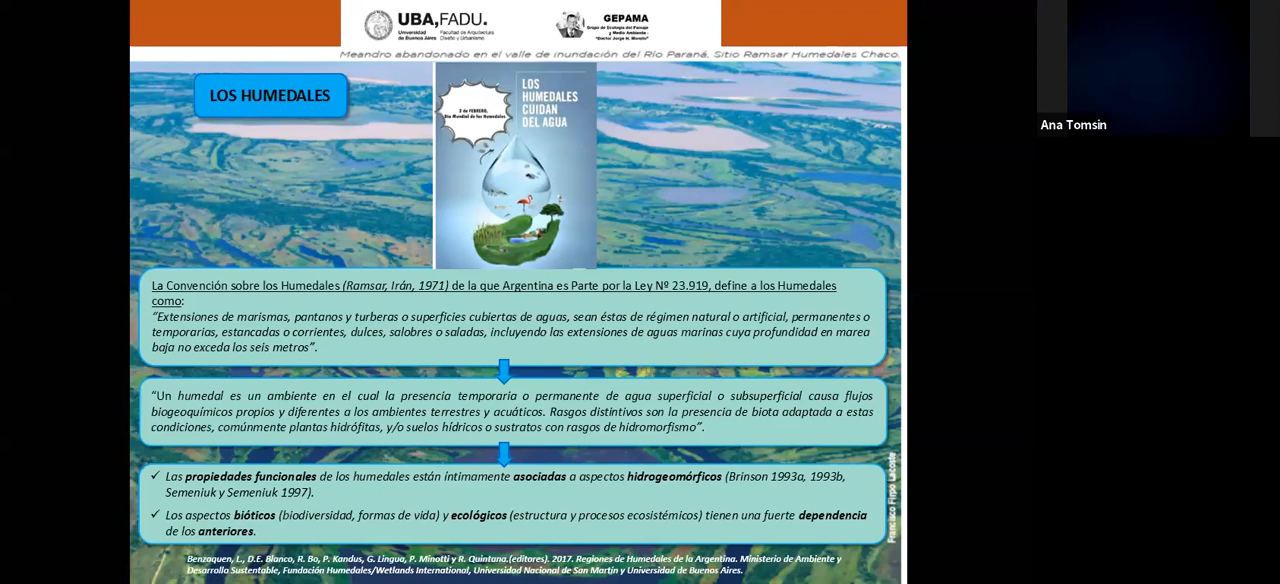 UBA,FADU.
Universidad
de Buenos Aires
Facultad de Arquitectura
Diseño y Urbanismo
GEPAMA
Grupo de Ecología del Paisaje
y Medio Ambiente
"Doctor Jorge H. Morello"
Meandro abandonado en el valle de inundación del Río Paraná. Sitio Ramsar Humedales Chaco.
LOS HUMEDALES
2 de FEBRERO,
Día Mundial de los Humedales
LOS
HUMEDALES
CUIDAN
DEL AGUA
Ana Tomsin
La Convención sobre los Humedales (Ramsar, Irán, 1971) de la que Argentina es Parte por la Ley Nº 23.919, define a los Humedales
como:
"Extensiones de marismas, pantanos y turberas o superficies cubiertas de aguas, sean éstas de régimen natural o artificial, permanentes o
temporarias, estancadas o corrientes, dulces, salobres o saladas, incluyendo las extensiones de aguas marinas cuya profundidad en marea
baja no exceda los seis metros".
"Un humedal es un ambiente en el cual la presencia temporaria o permanente de agua superficial o subsuperficial causa flujos
biogeoquímicos propios y diferentes a los ambientes terrestres y acuáticos. Rasgos distintivos son la presencia de biota adaptada a estas
condiciones, comúnmente plantas hidrófitas, y/o suelos hídricos o sustratos con rasgos de hidromorfismo".
✓ Las propiedades funcionales de los humedales están íntimamente asociadas a aspectos hidrogeomórficos (Brinson 1993a, 1993b,
Semeniuk y Semeniuk 1997).
✓ Los aspectos bióticos (biodiversidad, formas de vida) y ecológicos (estructura y procesos ecosistémicos) tienen una fuerte dependencia
de los anteriores.
Francisco Firpo Lacoste
Benzaquen, L., D.E. Blanco, R. Bo, P. Kandus, G. Lingua, P. Minotti y R. Quintana.(editores). 2017. Regiones de Humedales de la Argentina. Ministerio de Ambiente y
Desarrollo Sustentable, Fundación Humedales/Wetlands International, Universidad Nacional de San Martín y Universidad de Buenos Aires.